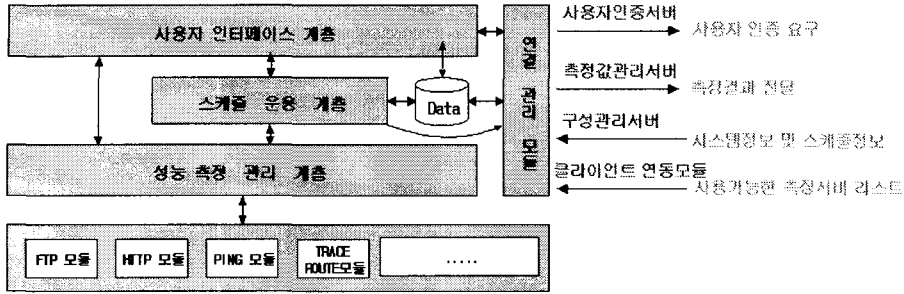 사용자 인터페이스 계층
스케줄 운용 계층
Data
성능 측정 관리 계층
FTP 모듈
HTTP 모듈
PING 모듈
TRACE
ROUTE모듈
.....
연결 관리 모듈
사용자인증서버
사용자 인증 요구
측정값관리서버
측정결과 전달
구성관리서버
시스템정보 및 스케줄정보
클라이언트 연동모듈
사용가능한 측정서버 리스트